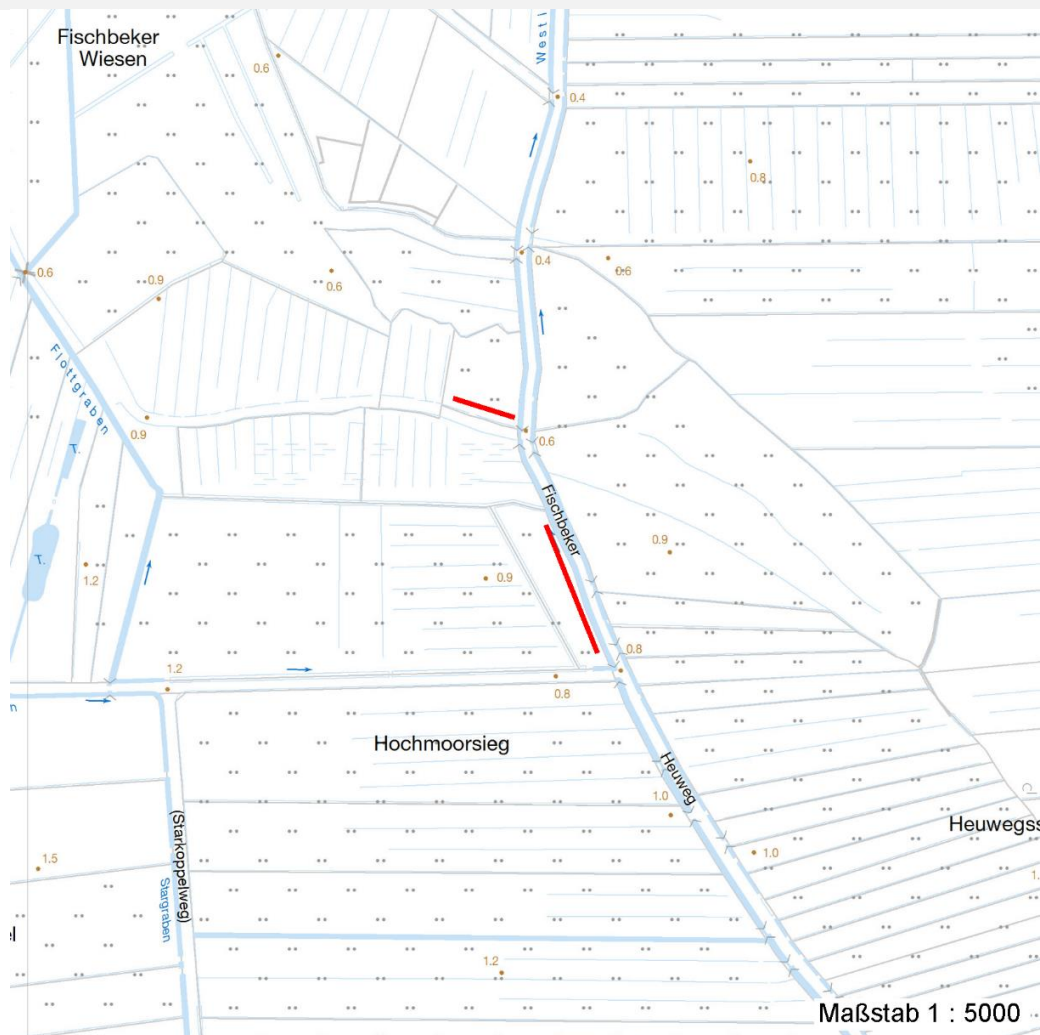 Fischbeker
Wiesen
West
0.6
0.4
0.8
0.6
0.9
0.6
0.4
0.6
Flottgraben
0.9
0.6
T.
Fischbeker
T.
1.2
0.9
0.9
1.2
0.8
0.8
Hochmoorsieg
Heuweg
1.0
(Starkoppelweg)
Stargraben
1.5
1.0
Heuwegss
1.2
Maßstab 1 : 5000